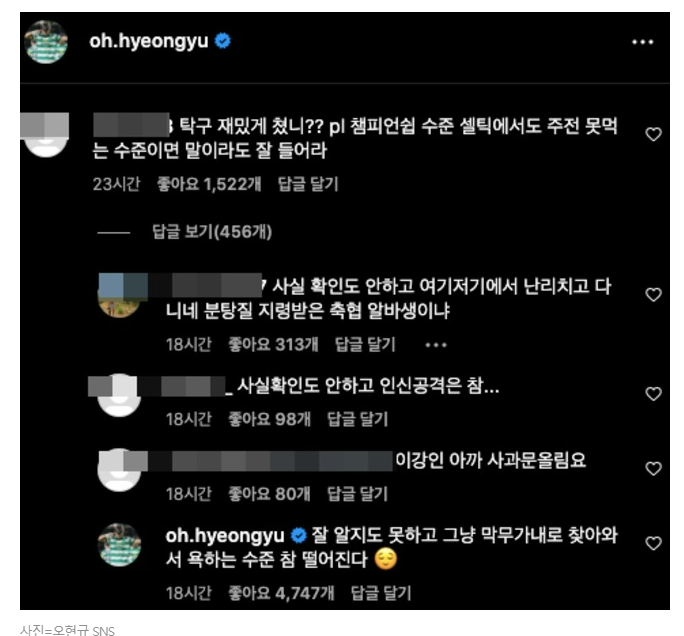 oh.hyeongyu
탁구 재밌게 쳤니?? pl 챔피언쉽 수준 셀틱에서도 주전 못먹
는 수준이면 말이라도 잘 들어라
23시간 좋아요 1,522개 답글 달기
답글 보기(456개)
7 사실 확인도 안하고 여기저기에서 난리치고 다
니네 분탕질 지령받은 축협 알바생이냐
18시간 좋아요 313개 답글 달기
_ 사실확인도 안하고 인신공격은 참...
18시간 좋아요 98개 답글 달기
이강인 아까 사과문올림요
18시간 좋아요 80개 답글 달기
oh.hyeongyu 잘 알지도 못하고 그냥 막무가내로 찾아와
서 욕하는 수준 참 떨어진다 😌
18시간 좋아요 4,747개 답글 달기
사진=오현규 SNS